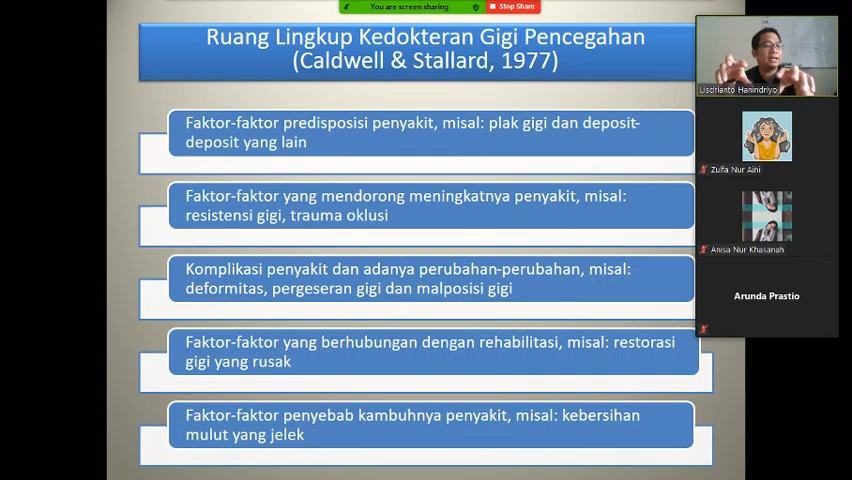 You are screen sharing
Stop Share
Ruang Lingkup Kedokteran Gigi Pencegahan
(Caldwell & Stallard, 1977)
Faktor-faktor predisposisi penyakit, misal: plak gigi dan deposit-
deposit yang lain
Faktor-faktor yang mendorong meningkatnya penyakit, misal:
resistensi gigi, trauma oklusi
Komplikasi penyakit dan adanya perubahan-perubahan, misal:
deformitas, pergeseran gigi dan malposisi gigi
Faktor-faktor yang berhubungan dengan rehabilitasi, misal: restorasi
gigi yang rusak
Faktor-faktor penyebab kambuhnya penyakit, misal: kebersihan
mulut yang jelek
Lisdrianto Hanindriyo
Zulfa Nur Aini
Anisa Nur Khasanah
Arunda Prastio